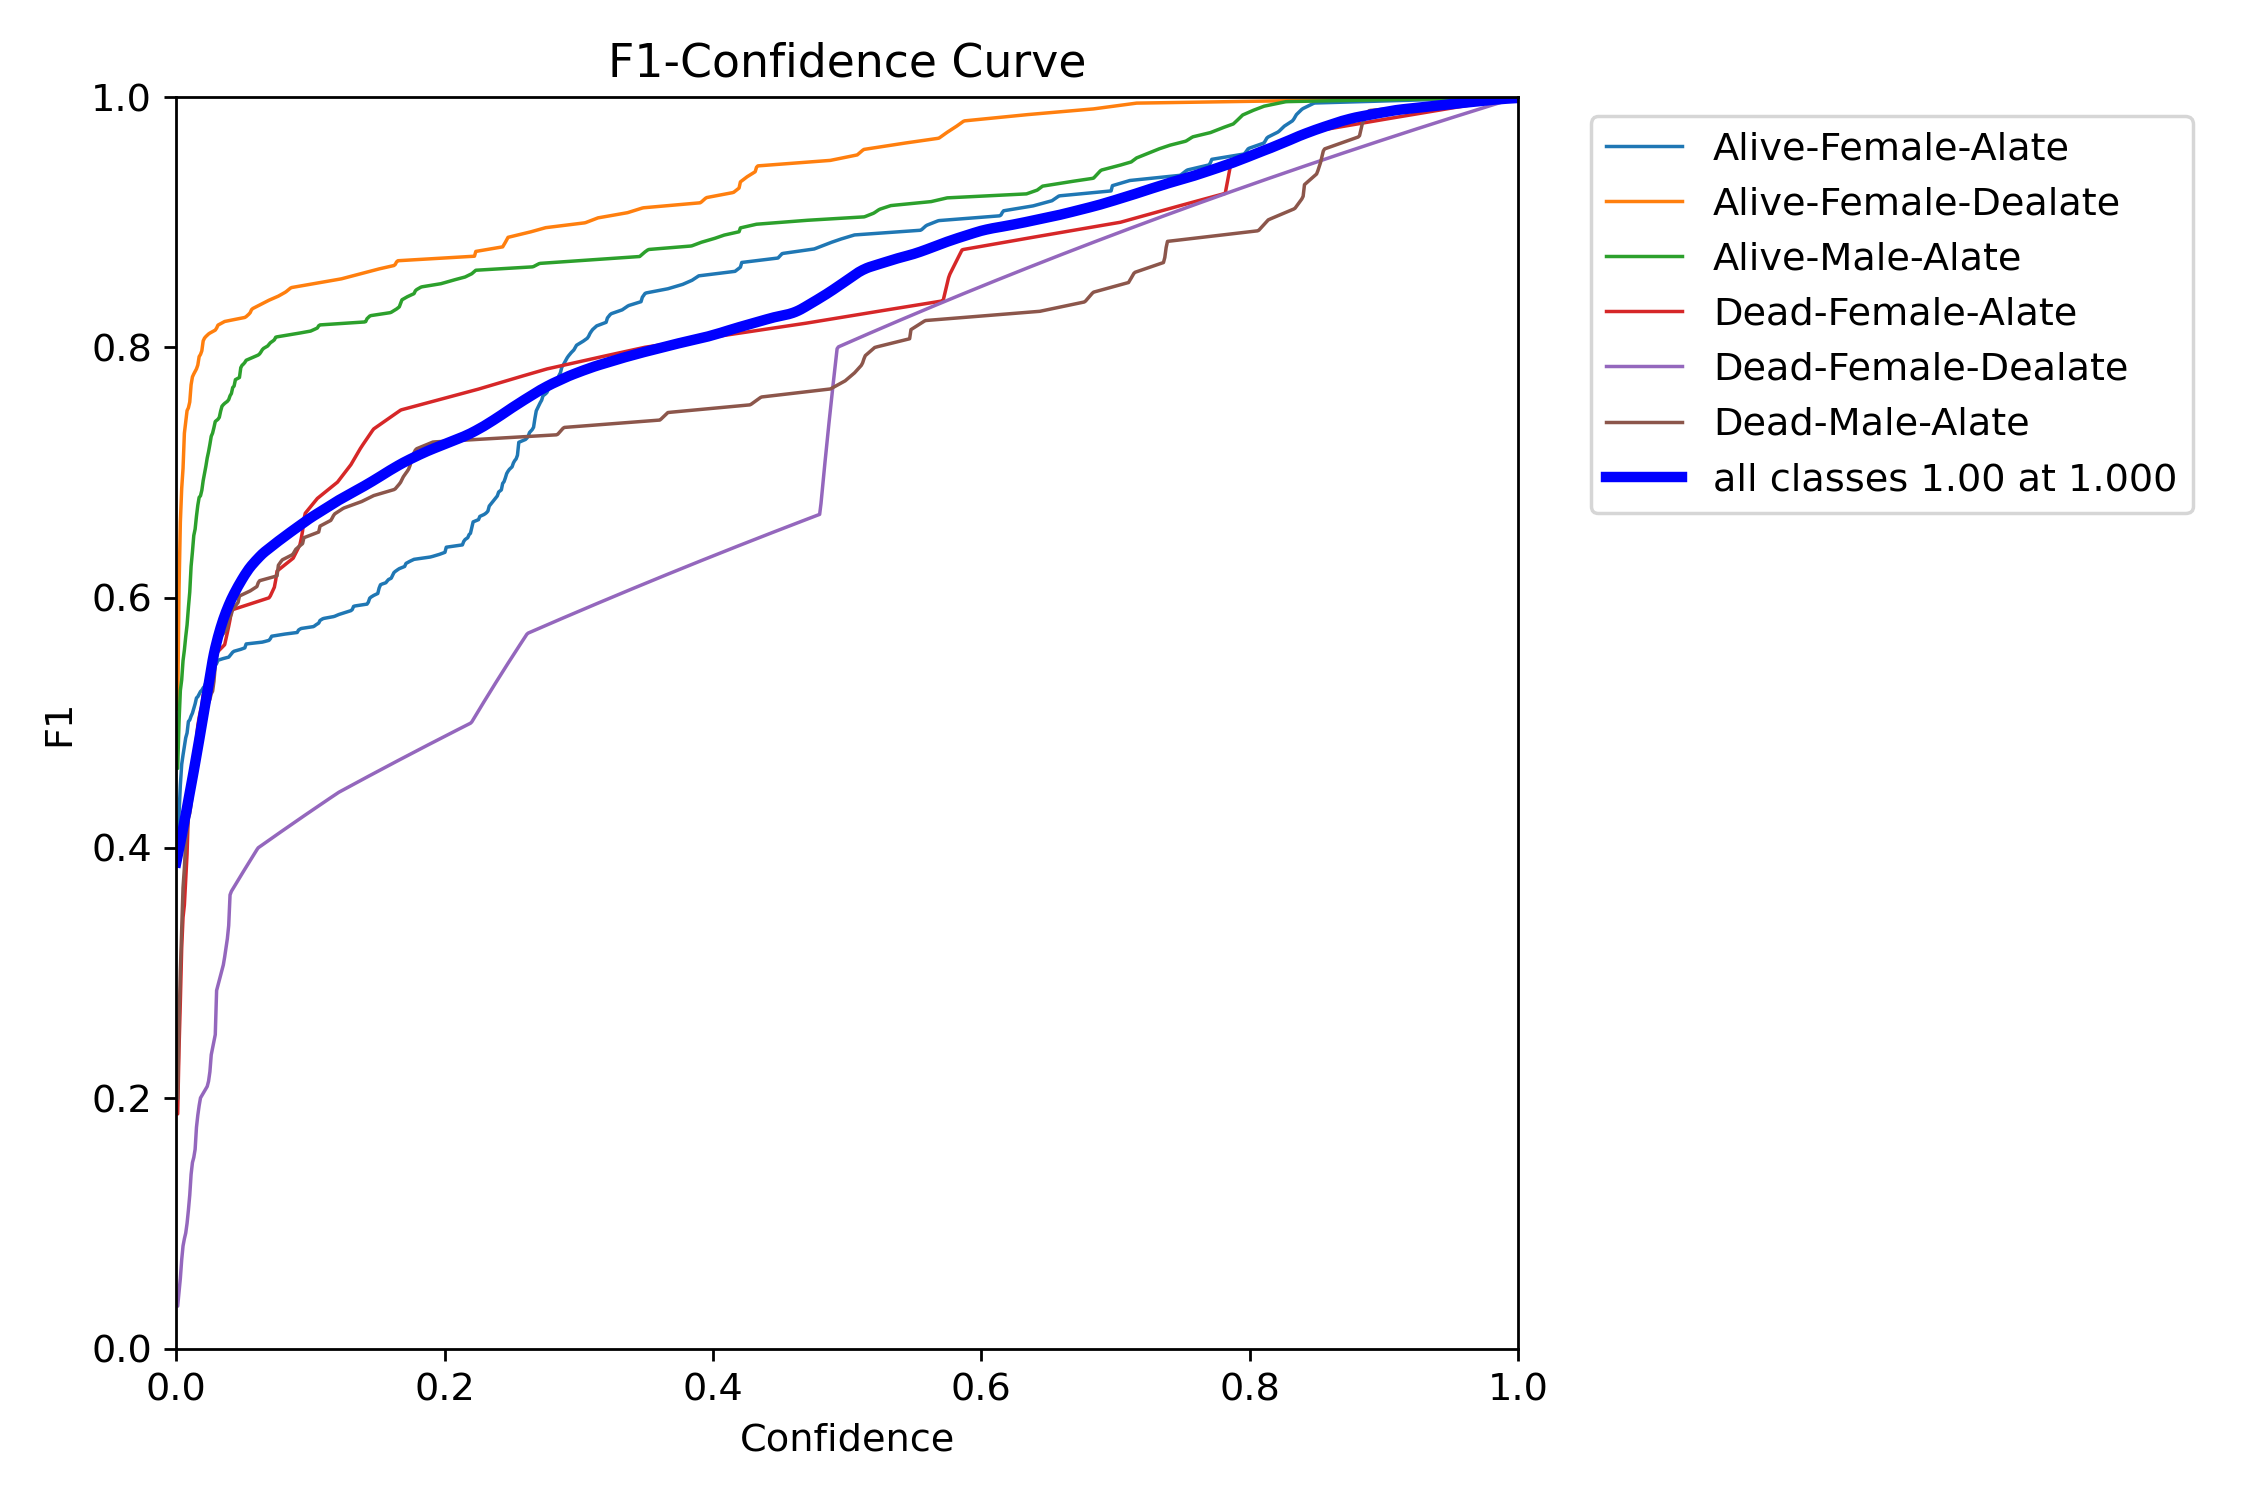 F1-Confidence Curve
1.0
0.8
0.6
0.4
0.2
0.0
F1
0.0 0.2 0.4 0.6 0.8 1.0
Confidence
Alive-Female-Alate
Alive-Female-Dealate
Alive-Male-Alate
Dead-Female-Alate
Dead-Female-Dealate
Dead-Male-Alate
all classes 1.00 at 1.000